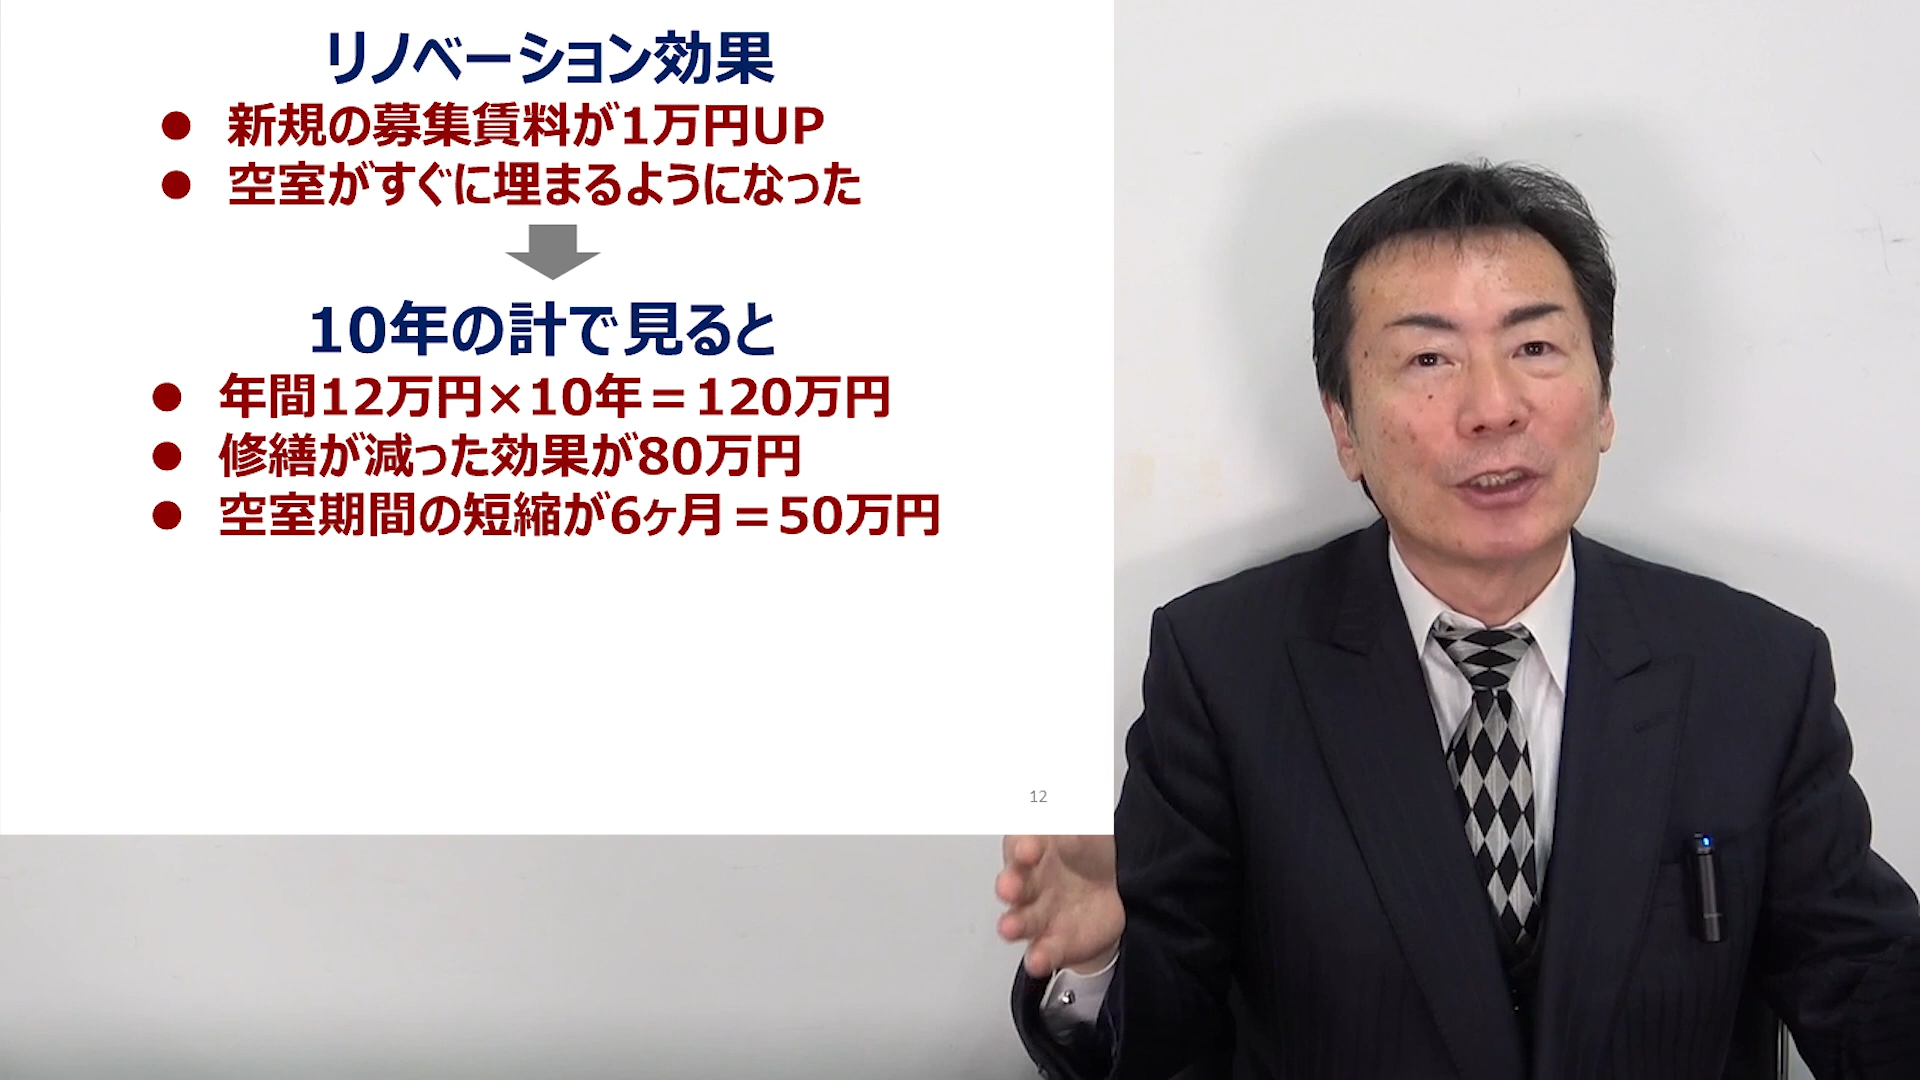 リノベーション効果
● 新規の募集賃料が1万円UP
● 空室がすぐに埋まるようになった
10年の計で見ると
● 年間12万円×10年＝120万円
● 修繕が減った効果が80万円
● 空室期間の短縮が6ヶ月＝50万円
12